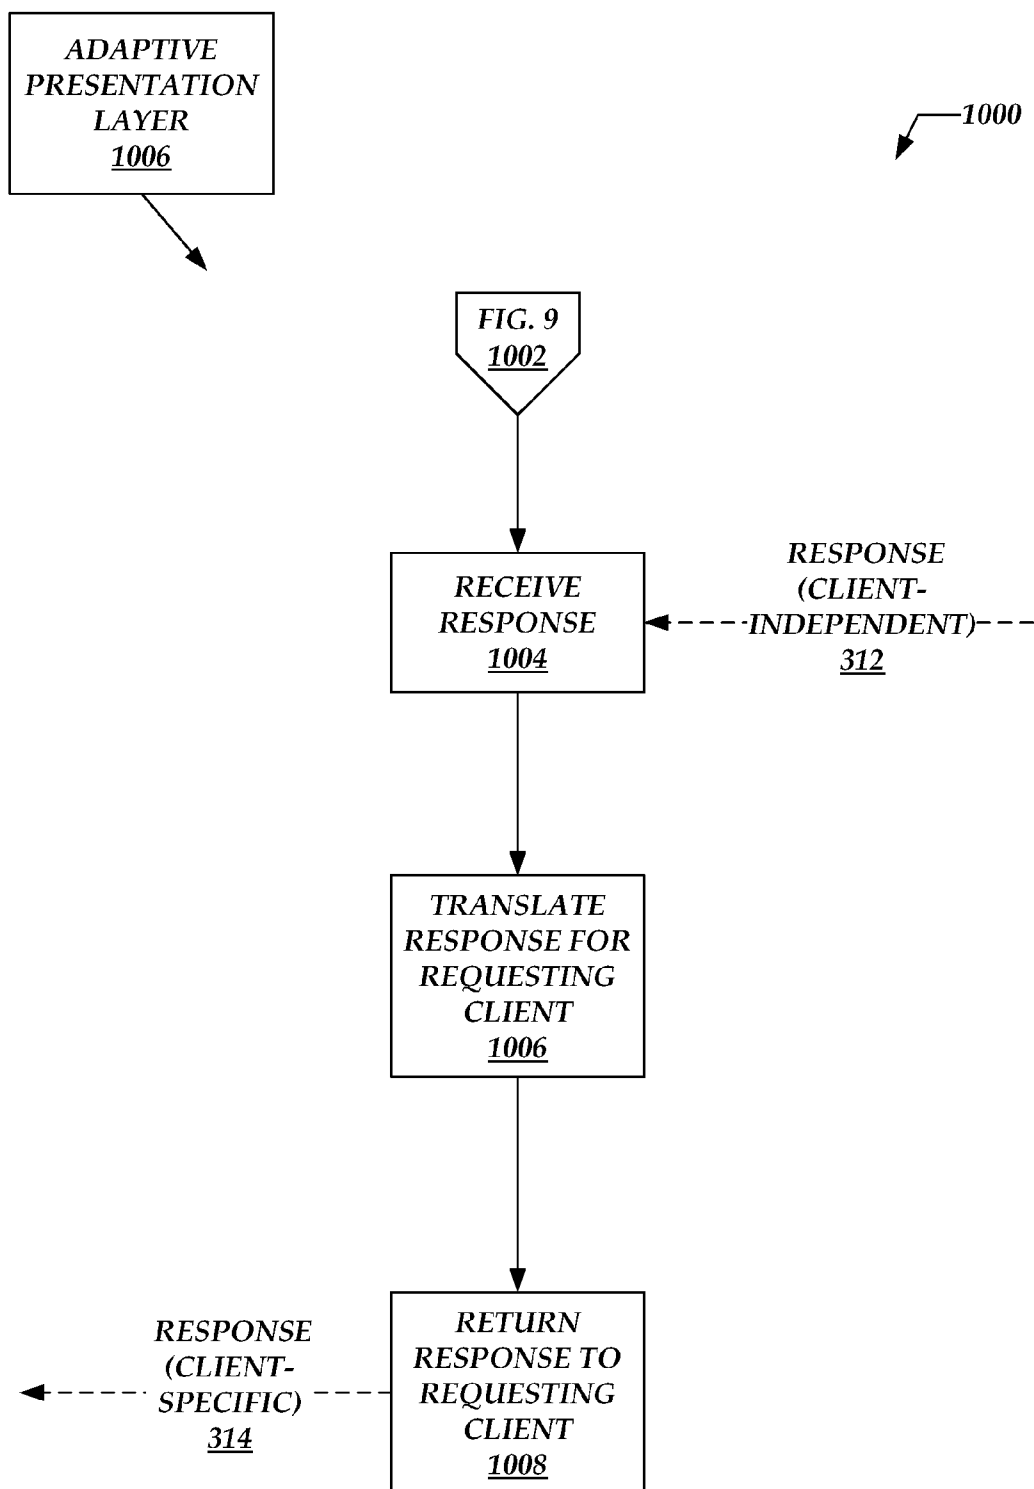 ADAPTIVE
PRESENTATION
LAYER
1006
1000
FIG. 9
1002
RECEIVE
RESPONSE
1004
RESPONSE
(CLIENT-
INDEPENDENT)
312
TRANSLATE
RESPONSE FOR
REQUESTING
CLIENT
1006
RETURN
RESPONSE TO
REQUESTING
CLIENT
1008
RESPONSE
(CLIENT-
SPECIFIC)
314